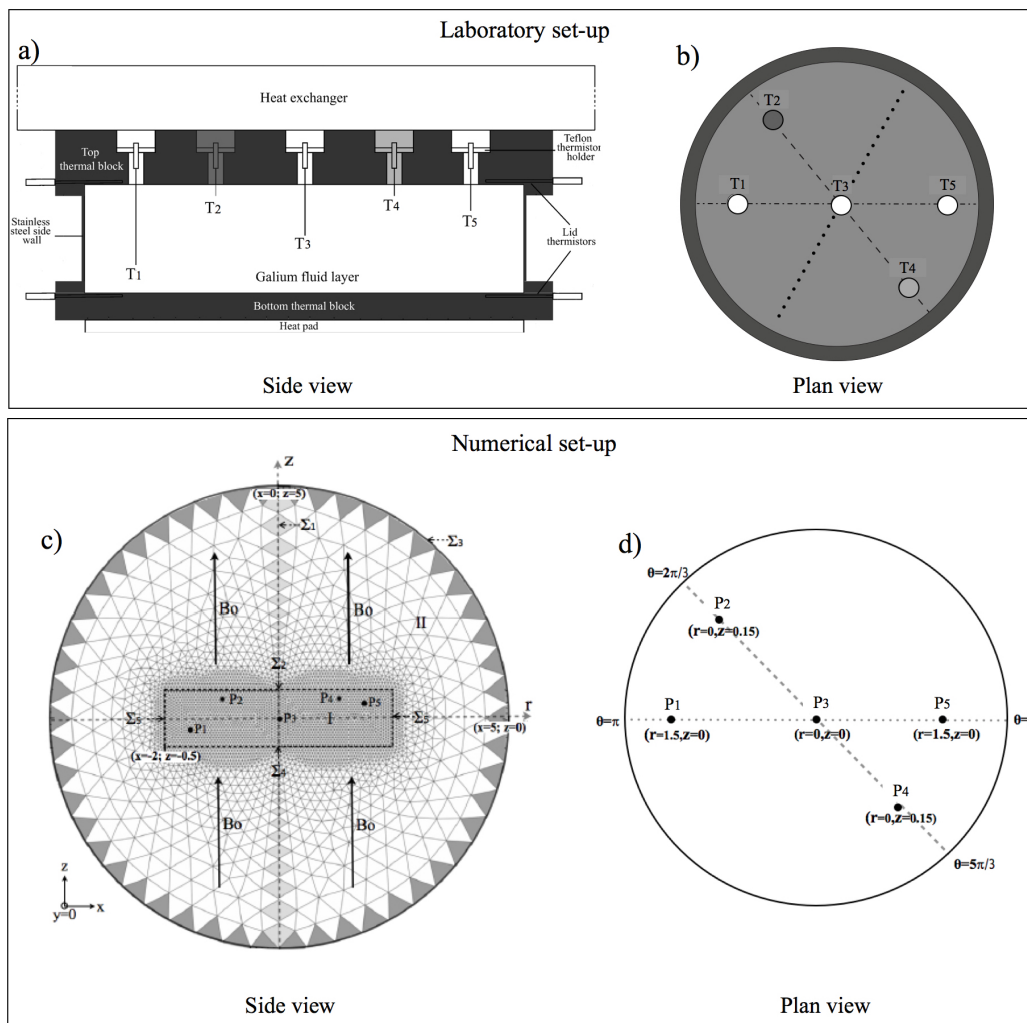 Laboratory set-up
a)
Heat exchanger
Top
thermal block
Teflon
thermistor
holder
T2
T4
T5
T3
T1
Stainless
steel side
wall
Lid
thermistors
Galium fluid layer
Bottom thermal block
Heat pad
Side view
b)
T2
T1
T3
T5
T4
Plan view
Numerical set-up
c)
z
(x=0; z=5)
Σ1
Σ3
Bo
Bo
II
Σ2
P2
P4
P5
Σ5
P3
I
Σ5
r
P1
(x=5; z=0)
(x=-2; z=-0.5)
Σ4
Bo
Bo
z
x
y=0
Side view
d)
θ=2π/3
P2
(r=0,z=0.15)
P1
P3
P5
θ=π
θ=
(r=1.5,z=0)
(r=0,z=0)
(r=1.5,z=0)
P4
(r=0,z=0.15)
θ=5π/3
Plan view